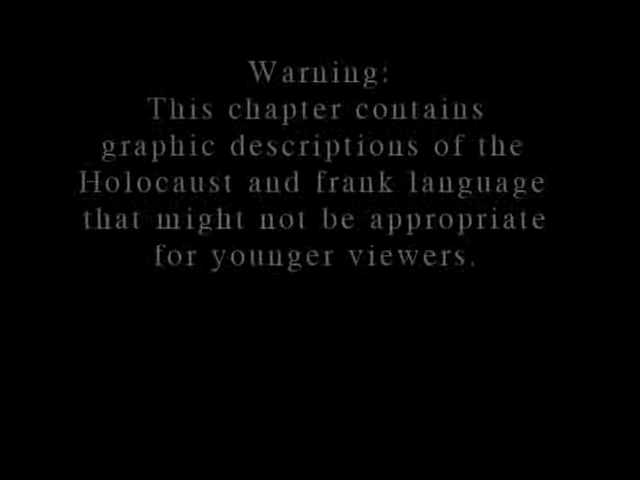 Warning:
This chapter contains
graphic descriptions of the
Holocaust and frank language
that might not be appropriate
for younger viewers.